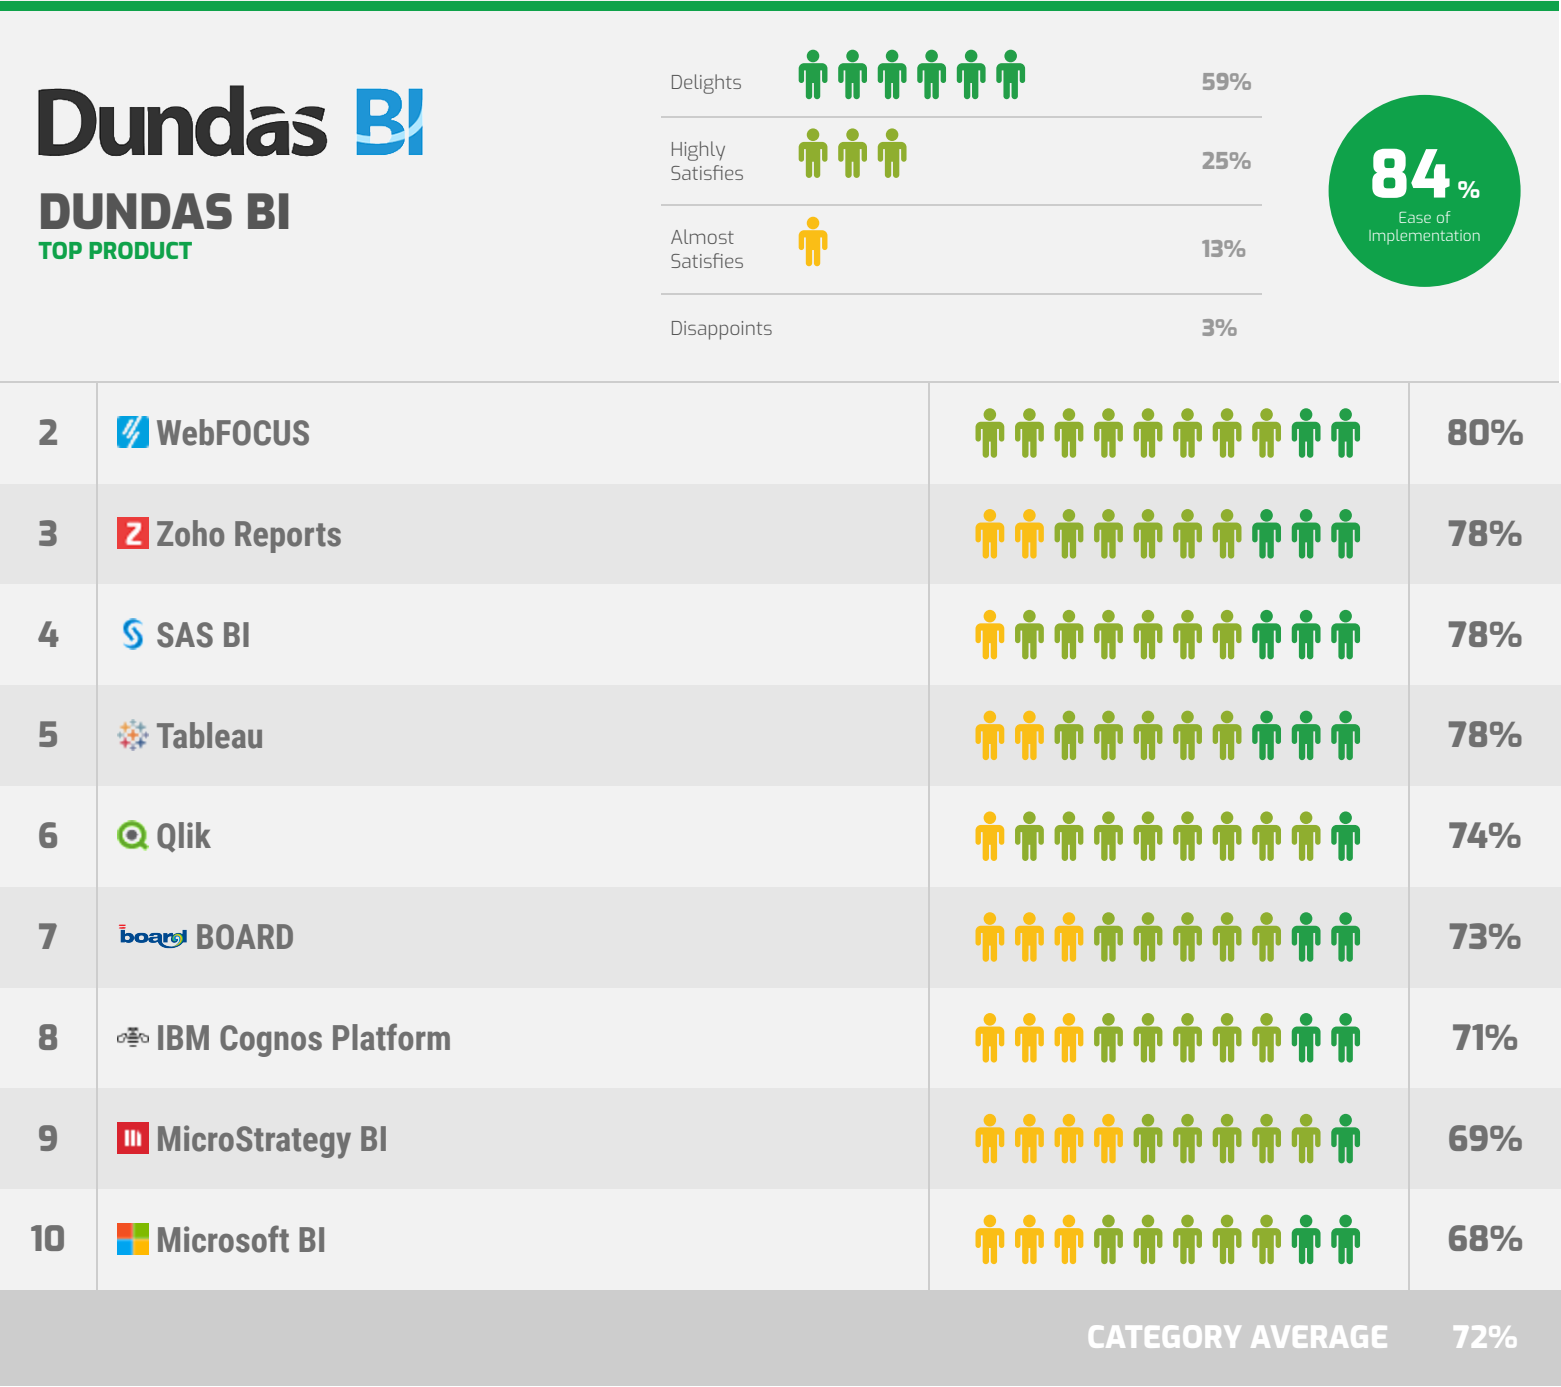 Dundas BI
DUNDAS BI
TOP PRODUCT
Delights 59%
Highly
Satisfies 25%
Almost
Satisfies 13%
Disappoints 3%
84 %
Ease of
Implementation
2 WebFOCUS 80%
3 Z Zoho Reports 78%
4 SAS BI 78%
5 Tableau 78%
6 Qlik 74%
7 board BOARD 73%
8 IBM Cognos Platform 71%
9 MicroStrategy BI 69%
10 Microsoft BI 68%
CATEGORY AVERAGE 72%